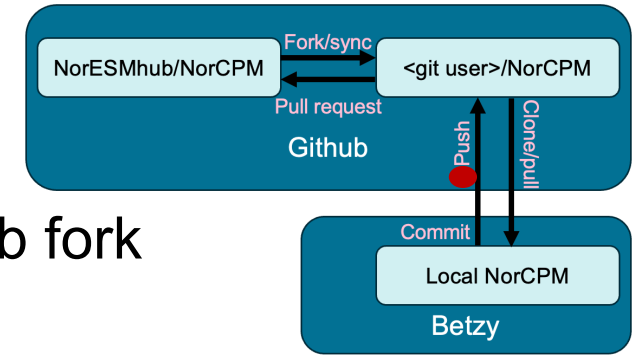 Fork/sync
NorESMhub/NorCPM
<git user>/NorCPM
Pull request
Github
Push
Clone/pull
b fork
Commit
Local NorCPM
Betzy